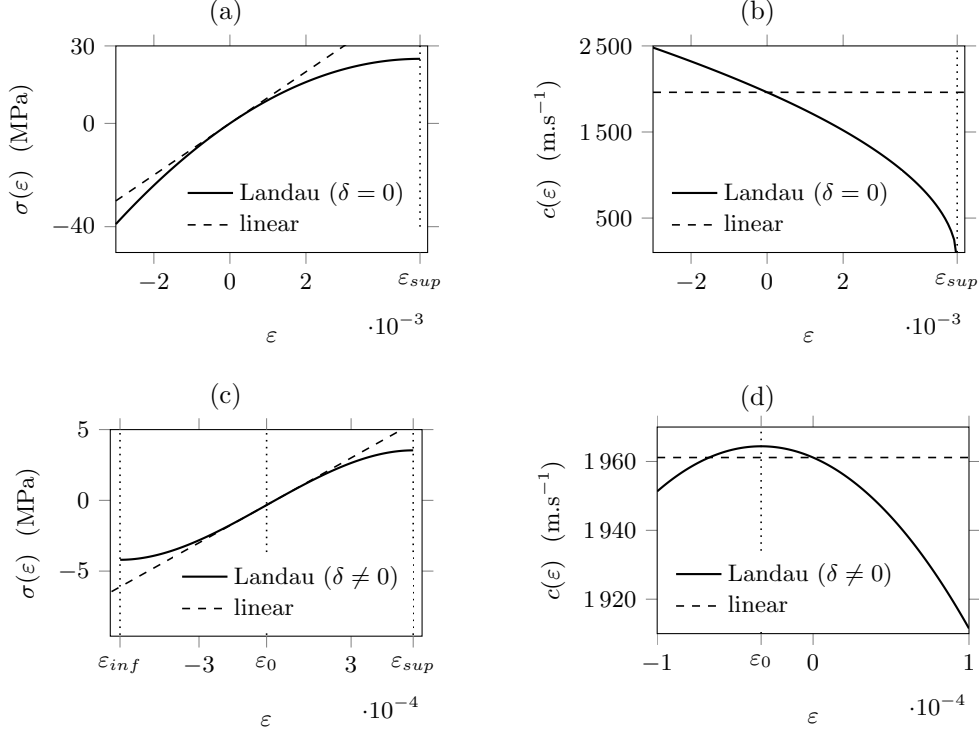 (a)
30
0
−40
σ(ε) (MPa)
Landau (δ = 0)
linear
−2
0
2
ε_sup
·10^−3
ε
(b)
2 500
1 500
500
c(ε) (m.s^−1)
Landau (δ = 0)
linear
−2
0
2
ε_sup
·10^−3
ε
(c)
5
0
−5
σ(ε) (MPa)
Landau (δ ≠ 0)
linear
ε_inf
−3
ε_0
3
ε_sup
·10^−4
ε
(d)
1 960
1 940
1 920
c(ε) (m.s^−1)
Landau (δ ≠ 0)
linear
−1
ε_0
0
1
·10^−4
ε